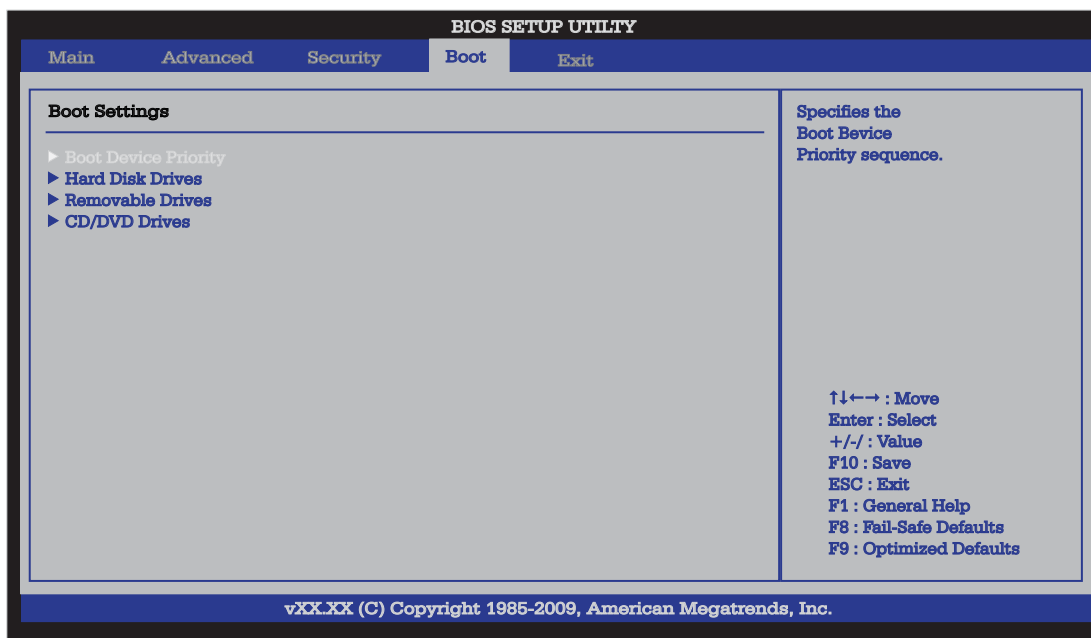 BIOS SETUP UTILTY
Main Advanced Security Boot Exit
Boot Settings
▶ Boot Device Priority
▶ Hard Disk Drives
▶ Removable Drives
▶ CD/DVD Drives
Specifies the
Boot Bevice
Priority sequence.
↑↓←→ : Move
Enter : Select
+/-/ : Value
F10 : Save
ESC : Exit
F1 : General Help
F8 : Fail-Safe Defaults
F9 : Optimized Defaults
vXX.XX (C) Copyright 1985-2009, American Megatrends, Inc.